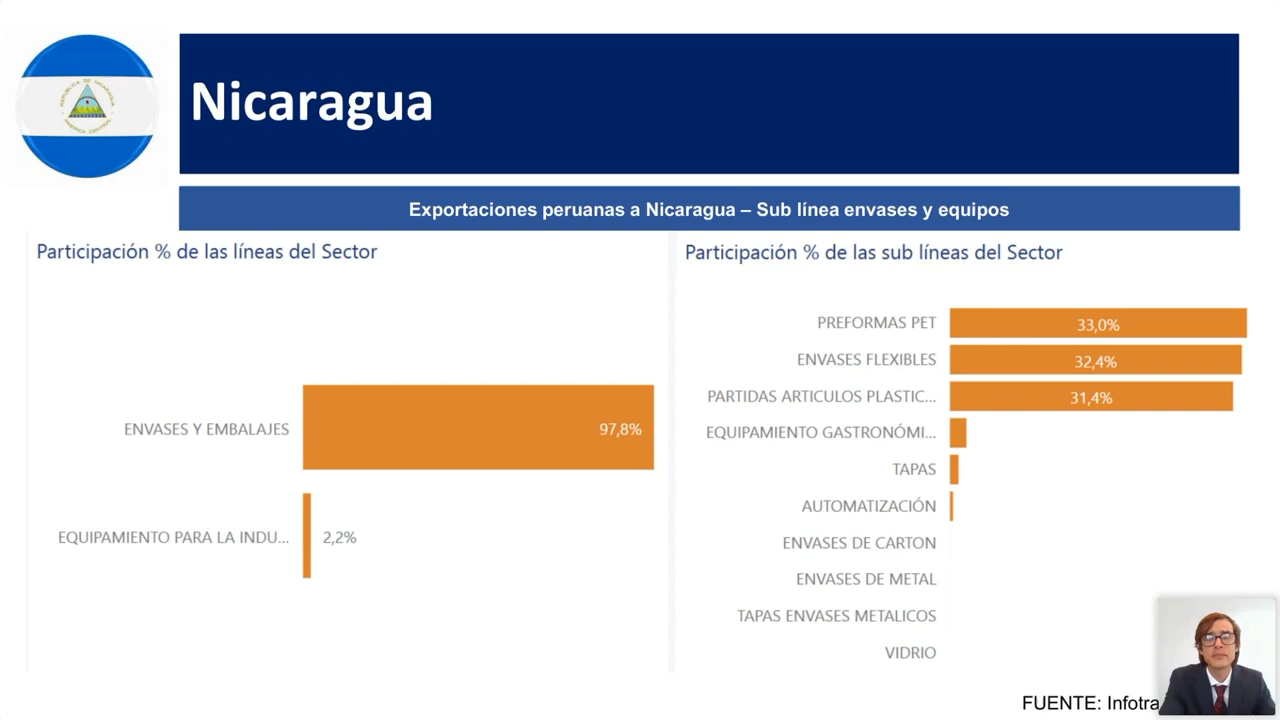 Nicaragua
Exportaciones peruanas a Nicaragua – Sub línea envases y equipos
Participación % de las líneas del Sector
ENVASES Y EMBALAJES
97,8%
EQUIPAMIENTO PARA LA INDU...
2,2%
Participación % de las sub líneas del Sector
PREFORMAS PET
33,0%
ENVASES FLEXIBLES
32,4%
PARTIDAS ARTICULOS PLASTIC...
31,4%
EQUIPAMIENTO GASTRONÓMI...
TAPAS
AUTOMATIZACIÓN
ENVASES DE CARTON
ENVASES DE METAL
TAPAS ENVASES METALICOS
VIDRIO
FUENTE: Infotra